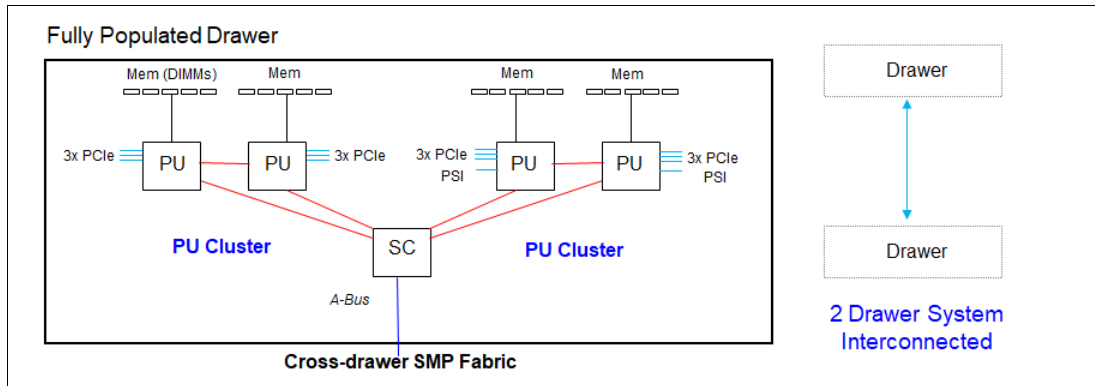 Fully Populated Drawer
Mem (DIMMs)
Mem
Mem
Mem
3x PCIe
PU
PU
3x PCIe
3x PCIe
PSI
PU
PU
3x PCIe
PSI
PU Cluster
SC
PU Cluster
A-Bus
Cross-drawer SMP Fabric
Drawer
Drawer
2 Drawer System
Interconnected